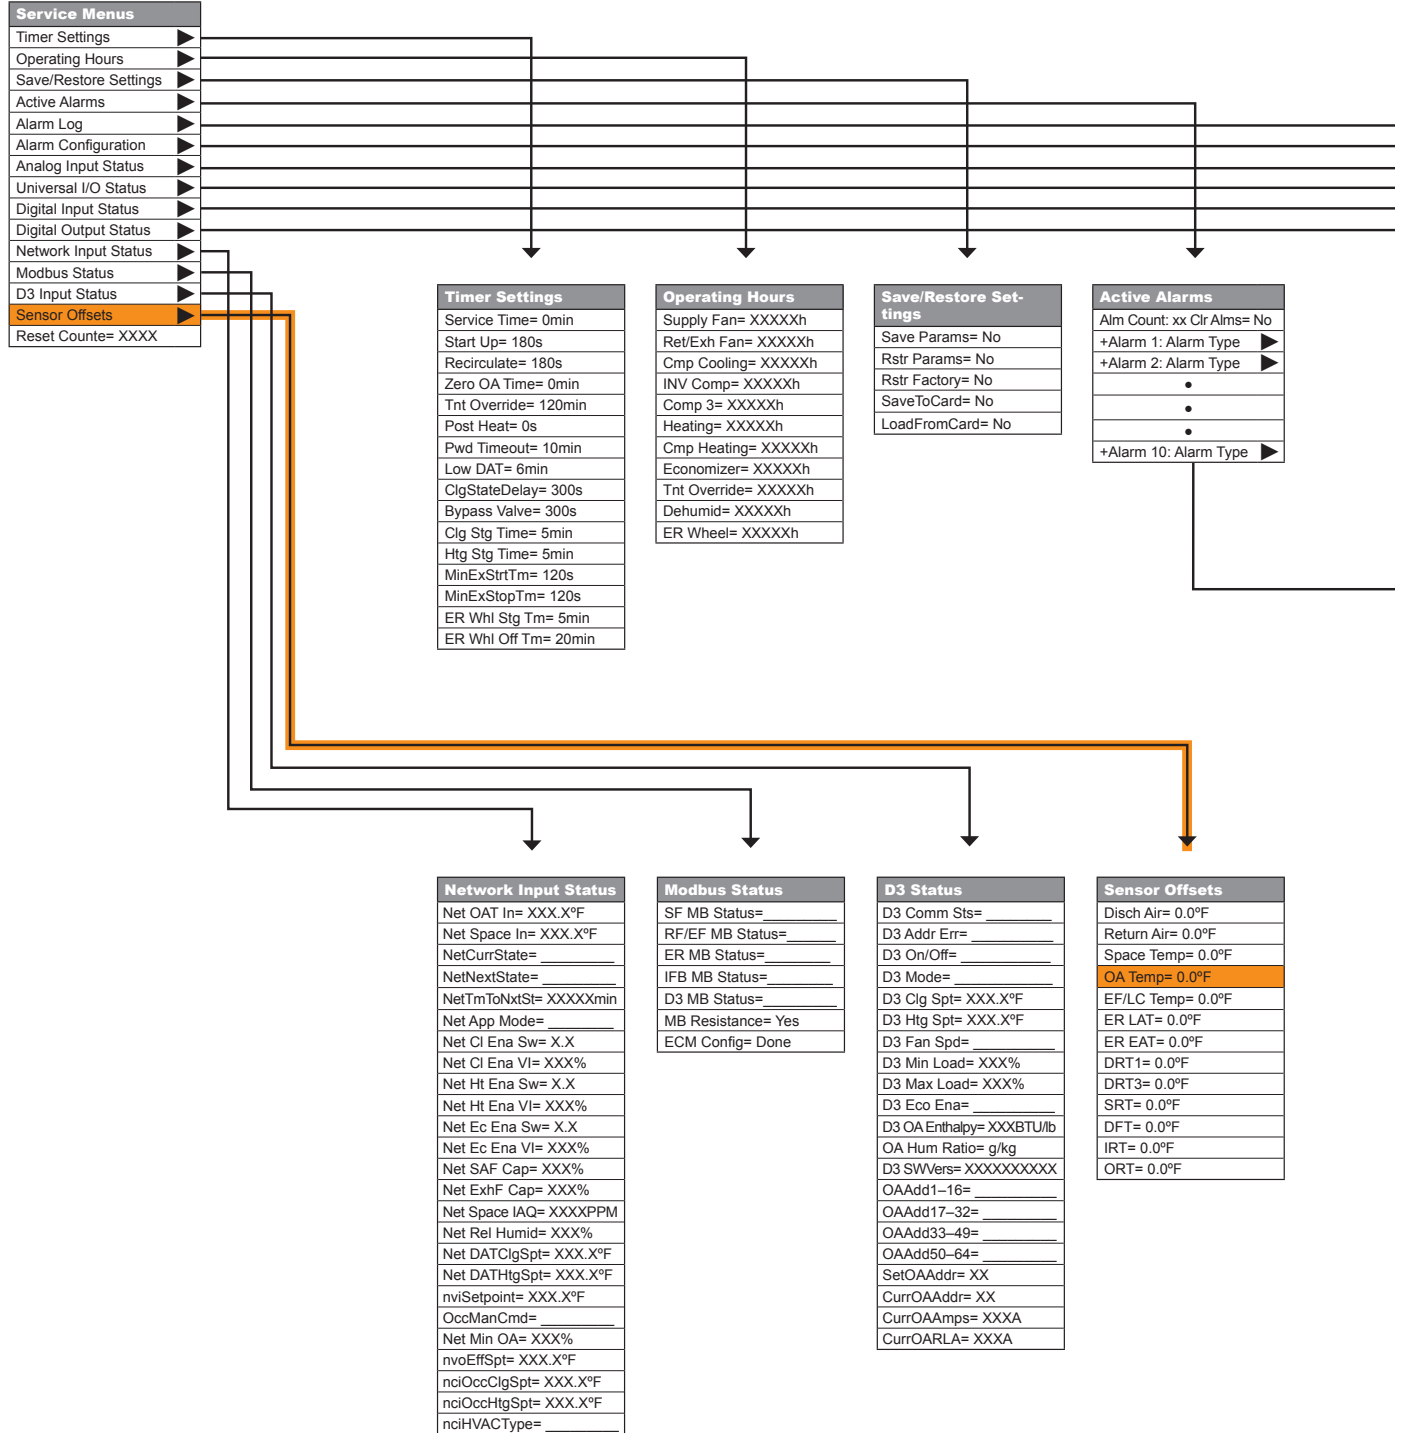 Service Menus
Timer Settings
Operating Hours
Save/Restore Settings
Active Alarms
Alarm Log
Alarm Configuration
Analog Input Status
Universal I/O Status
Digital Input Status
Digital Output Status
Network Input Status
Modbus Status
D3 Input Status
Sensor Offsets
Reset Counte= XXXX
Timer Settings
Service Time= 0min
Start Up= 180s
Recirculate= 180s
Zero OA Time= 0min
Tnt Override= 120min
Post Heat= 0s
Pwd Timeout= 10min
Low DAT= 6min
ClgStateDelay= 300s
Bypass Valve= 300s
Clg Stg Time= 5min
Htg Stg Time= 5min
MinExStrtTm= 120s
MinExStopTm= 120s
ER Whl Stg Tm= 5min
ER Whl Off Tm= 20min
Operating Hours
Supply Fan= XXXXXh
Ret/Exh Fan= XXXXXh
Cmp Cooling= XXXXXh
INV Comp= XXXXXh
Comp 3= XXXXXh
Heating= XXXXXh
Cmp Heating= XXXXXh
Economizer= XXXXXh
Tnt Override= XXXXXh
Dehumid= XXXXXh
ER Wheel= XXXXXh
Save/Restore Set-
tings
Save Params= No
Rstr Params= No
Rstr Factory= No
SaveToCard= No
LoadFromCard= No
Active Alarms
Alm Count: xx Clr Alms= No
+Alarm 1: Alarm Type
+Alarm 2: Alarm Type
•
•
•
+Alarm 10: Alarm Type
Network Input Status
Net OAT In= XXX.XºF
Net Space In= XXX.XºF
NetCurrState= _________
NetNextState= _________
NetTmToNxtSt= XXXXXmin
Net App Mode= ________
Net Cl Ena Sw= X.X
Net Cl Ena Vl= XXX%
Net Ht Ena Sw= X.X
Net Ht Ena Vl= XXX%
Net Ec Ena Sw= X.X
Net Ec Ena Vl= XXX%
Net SAF Cap= XXX%
Net ExhF Cap= XXX%
Net Space IAQ= XXXXPPM
Net Rel Humid= XXX%
Net DATClgSpt= XXX.XºF
Net DATHtgSpt= XXX.XºF
nviSetpoint= XXX.XºF
OccManCmd= _________
Net Min OA= XXX%
nvoEffSpt= XXX.XºF
nciOccClgSpt= XXX.XºF
nciOccHtgSpt= XXX.XºF
nciHVACType= _________
Modbus Status
SF MB Status=_________
RF/EF MB Status=______
ER MB Status=________
IFB MB Status=________
D3 MB Status=_________
MB Resistance= Yes
ECM Config= Done
D3 Status
D3 Comm Sts= ________
D3 Addr Err= __________
D3 On/Off= ____________
D3 Mode= ____________
D3 Clg Spt= XXX.XºF
D3 Htg Spt= XXX.XºF
D3 Fan Spd= __________
D3 Min Load= XXX%
D3 Max Load= XXX%
D3 Eco Ena= __________
D3 OA Enthalpy= XXXBTU/lb
OA Hum Ratio= g/kg
D3 SWVers= XXXXXXXXXX
OAAdd1–16= __________
OAAdd17–32= _________
OAAdd33–49= _________
OAAdd50–64= _________
SetOAAddr= XX
CurrOAAddr= XX
CurrOAAmps= XXXA
CurrOARLA= XXXA
Sensor Offsets
Disch Air= 0.0ºF
Return Air= 0.0ºF
Space Temp= 0.0ºF
OA Temp= 0.0ºF
EF/LC Temp= 0.0ºF
ER LAT= 0.0ºF
ER EAT= 0.0ºF
DRT1= 0.0ºF
DRT3= 0.0ºF
SRT= 0.0ºF
DFT= 0.0ºF
IRT= 0.0ºF
ORT= 0.0ºF